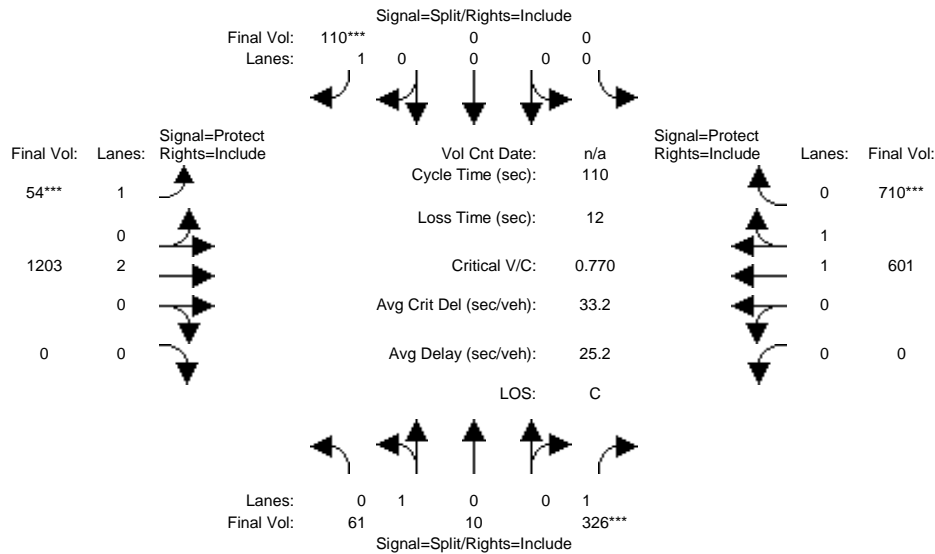 Signal=Split/Rights=Include
Final Vol: 110*** 0 0
Lanes: 1 0 0 0 0
Signal=Protect Signal=Protect
Final Vol: Lanes: Rights=Include Vol Cnt Date: n/a Rights=Include Lanes: Final Vol:
Cycle Time (sec): 110
54*** 1 0 710***
Loss Time (sec): 12
0 1
1203 2 Critical V/C: 0.770 1 601
0 Avg Crit Del (sec/veh): 33.2 0
0 0 Avg Delay (sec/veh): 25.2 0 0
LOS: C
Lanes: 0 1 0 0 1
Final Vol: 61 10 326***
Signal=Split/Rights=Include